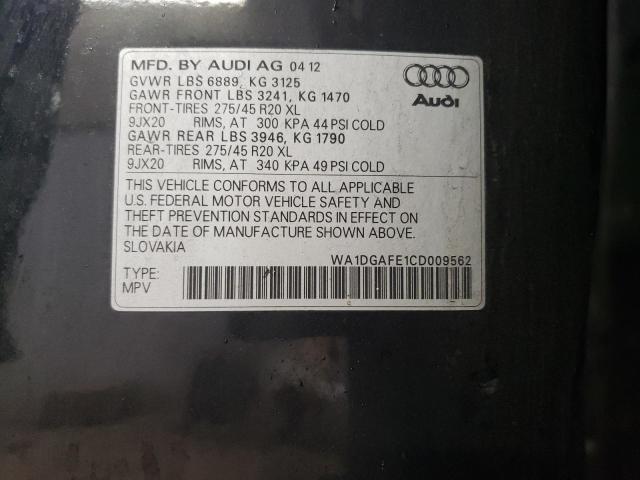 MFD. BY AUDI AG 04 12
GVWR LBS 6889, KG 3125
GAWR FRONT LBS 3241, KG 1470
FRONT-TIRES 275/45 R20 XL
9JX20 RIMS, AT 300 KPA 44 PSI COLD
GAWR REAR LBS 3946, KG 1790
REAR-TIRES 275/45 R20 XL
9JX20 RIMS, AT 340 KPA 49 PSI COLD
Audi
THIS VEHICLE CONFORMS TO ALL APPLICABLE
U.S. FEDERAL MOTOR VEHICLE SAFETY AND
THEFT PREVENTION STANDARDS IN EFFECT ON
THE DATE OF MANUFACTURE SHOWN ABOVE.
SLOVAKIA
WA1DGAFE1CD009562
TYPE:
MPV